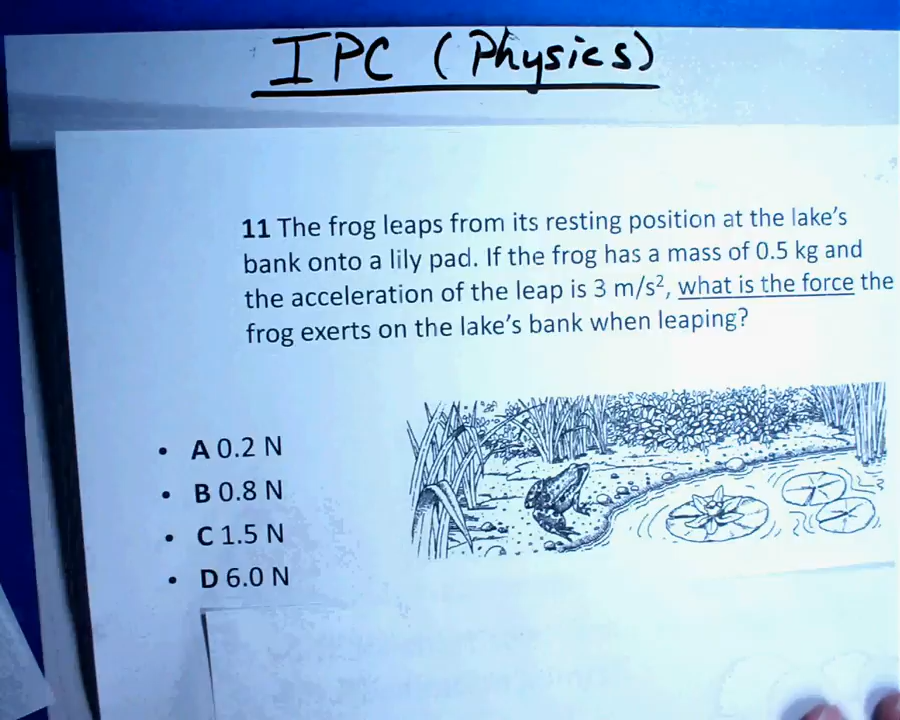 IPC (Physics)
11 The frog leaps from its resting position at the lake's
bank onto a lily pad. If the frog has a mass of 0.5 kg and
the acceleration of the leap is 3 m/s², what is the force the
frog exerts on the lake's bank when leaping?
• A 0.2 N
• B 0.8 N
• C 1.5 N
• D 6.0 N